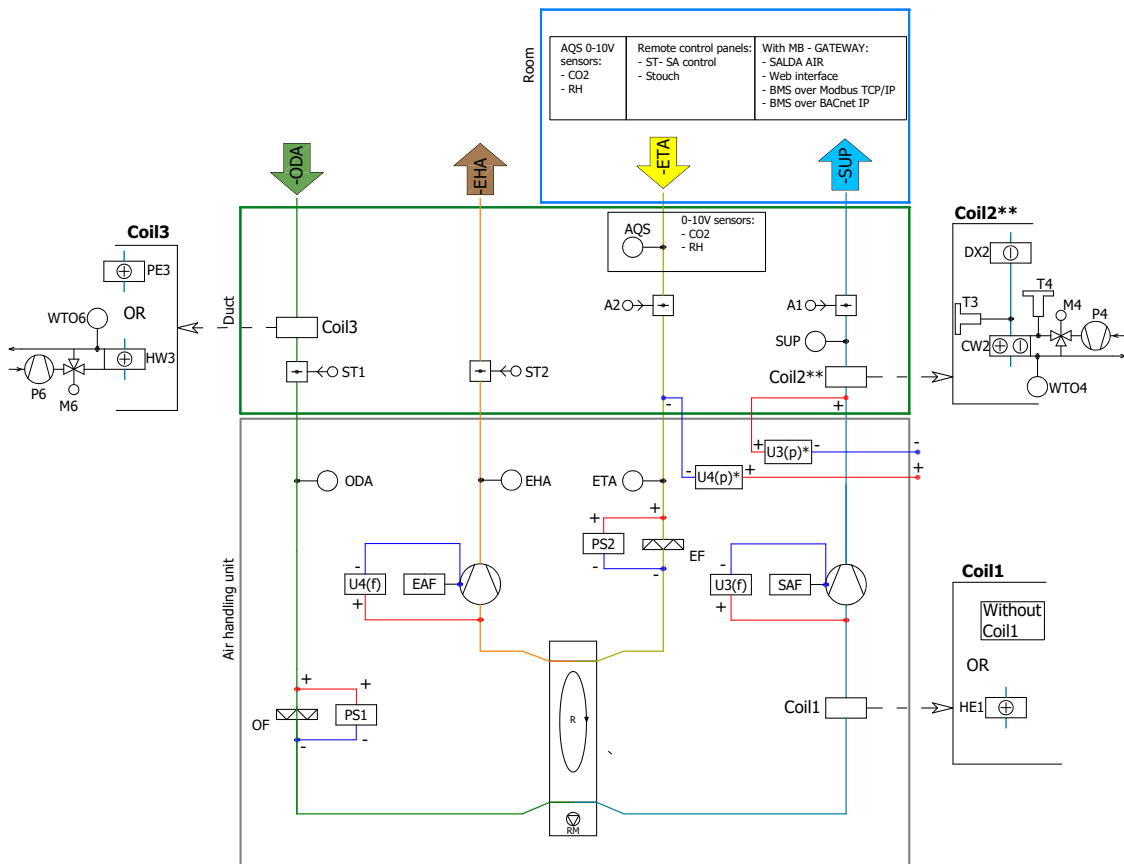 Room
AQS 0-10V
sensors:
- CO2
- RH
Remote control panels:
- ST- SA control
- Stouch
With MB - GATEWAY:
- SALDA AIR
- Web interface
- BMS over Modbus TCP/IP
- BMS over BACnet IP
-ODA
-EHA
-ETA
-SUP
Duct
AQS
0-10V sensors:
- CO2
- RH
Coil3
PE3
OR
WTO6
HW3
P6
M6
Coil3
ST1
ST2
A2
A1
SUP
Coil2**
Coil2**
DX2
T4
T3
M4
P4
CW2
WTO4
-
+
+
U3(p)*
-
-
-
U4(p)*
+
+
Air handling unit
ODA
EHA
ETA
+
+
PS2
EF
-
-
-
U4(f)
+
EAF
-
U3(f)
+
SAF
Coil1
Without
Coil1
OR
HE1
Coil1
+
+
OF
PS1
-
-
R
RM